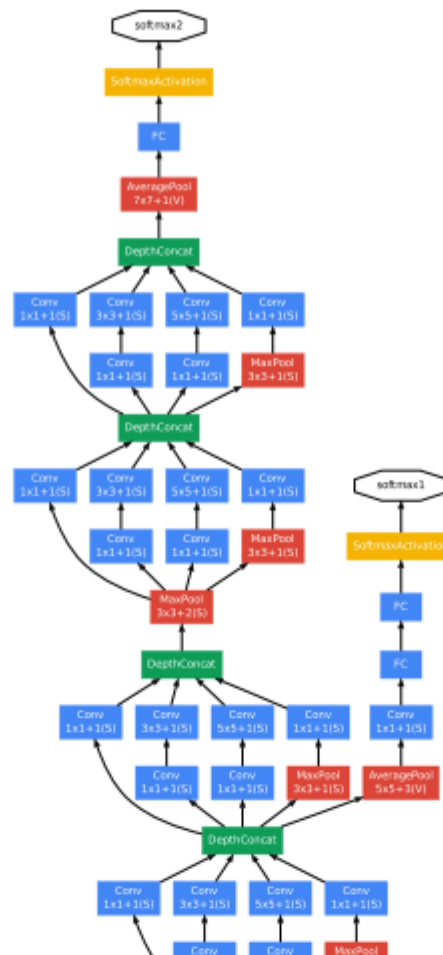 softmax2
SoftmaxActivation
FC
AveragePool
7x7+1(V)
DepthConcat
Conv
1x1+1(S)
Conv
3x3+1(S)
Conv
5x5+1(S)
Conv
1x1+1(S)
Conv
1x1+1(S)
Conv
1x1+1(S)
MaxPool
3x3+1(S)
DepthConcat
Conv
1x1+1(S)
Conv
3x3+1(S)
Conv
5x5+1(S)
Conv
1x1+1(S)
softmax1
Conv
1x1+1(S)
Conv
1x1+1(S)
MaxPool
3x3+1(S)
SoftmaxActivation
MaxPool
3x3+2(S)
FC
DepthConcat
FC
Conv
1x1+1(S)
Conv
3x3+1(S)
Conv
5x5+1(S)
Conv
1x1+1(S)
Conv
1x1+1(S)
Conv
1x1+1(S)
Conv
1x1+1(S)
MaxPool
3x3+1(S)
AveragePool
5x5+3(V)
DepthConcat
Conv
1x1+1(S)
Conv
3x3+1(S)
Conv
5x5+1(S)
Conv
1x1+1(S)
Conv
Conv
MaxPool